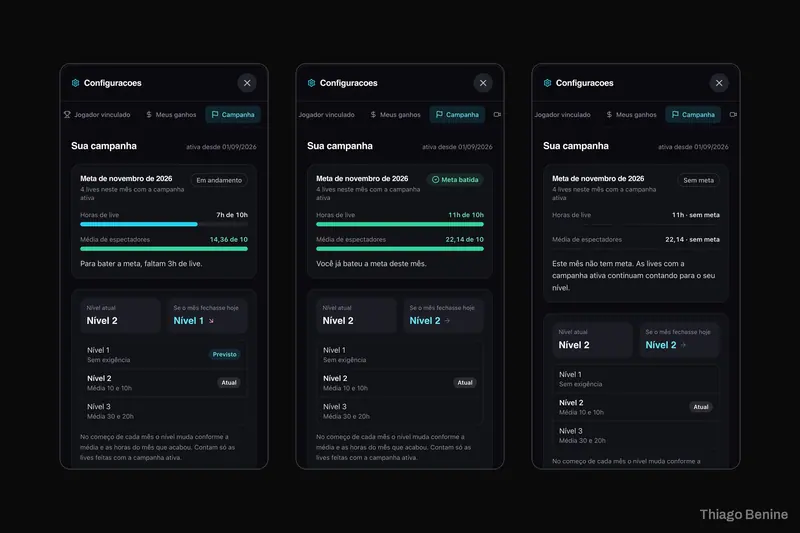 Configuracoes
Jogador vinculado
Meus ganhos
Campanha
Sua campanha
ativa desde 01/09/2026
Meta de novembro de 2026
Em andamento
4 lives neste mês com a campanha
ativa
Horas de live
7h de 10h
Média de espectadores
14,36 de 10
Para bater a meta, faltam 3h de live.
Nível atual
Nível 2
Se o mês fechasse hoje
Nível 1
Nível 1
Sem exigência
Previsto
Nível 2
Média 10 e 10h
Atual
Nível 3
Média 30 e 20h
No começo de cada mês o nível muda conforme a
média e as horas do mês que acabou. Contam só as
lives feitas com a campanha ativa.
Configuracoes
Jogador vinculado
Meus ganhos
Campanha
Sua campanha
ativa desde 01/09/2026
Meta de novembro de 2026
Meta batida
4 lives neste mês com a campanha
ativa
Horas de live
11h de 10h
Média de espectadores
22,14 de 10
Você já bateu a meta deste mês.
Nível atual
Nível 2
Se o mês fechasse hoje
Nível 2
Nível 1
Sem exigência
Nível 2
Média 10 e 10h
Atual
Nível 3
Média 30 e 20h
No começo de cada mês o nível muda conforme a
média e as horas do mês que acabou. Contam só as
lives feitas com a campanha ativa.
Configuracoes
Jogador vinculado
Meus ganhos
Campanha
Sua campanha
ativa desde 01/09/2026
Meta de novembro de 2026
Sem meta
4 lives neste mês com a campanha
ativa
Horas de live
11h · sem meta
Média de espectadores
22,14 · sem meta
Este mês não tem meta. As lives com a
campanha ativa continuam contando para o seu
nível.
Nível atual
Nível 2
Se o mês fechasse hoje
Nível 2
Nível 1
Sem exigência
Nível 2
Média 10 e 10h
Atual
Nível 3
Média 30 e 20h
No começo de cada mês o nível muda conforme a
Thiago Benine